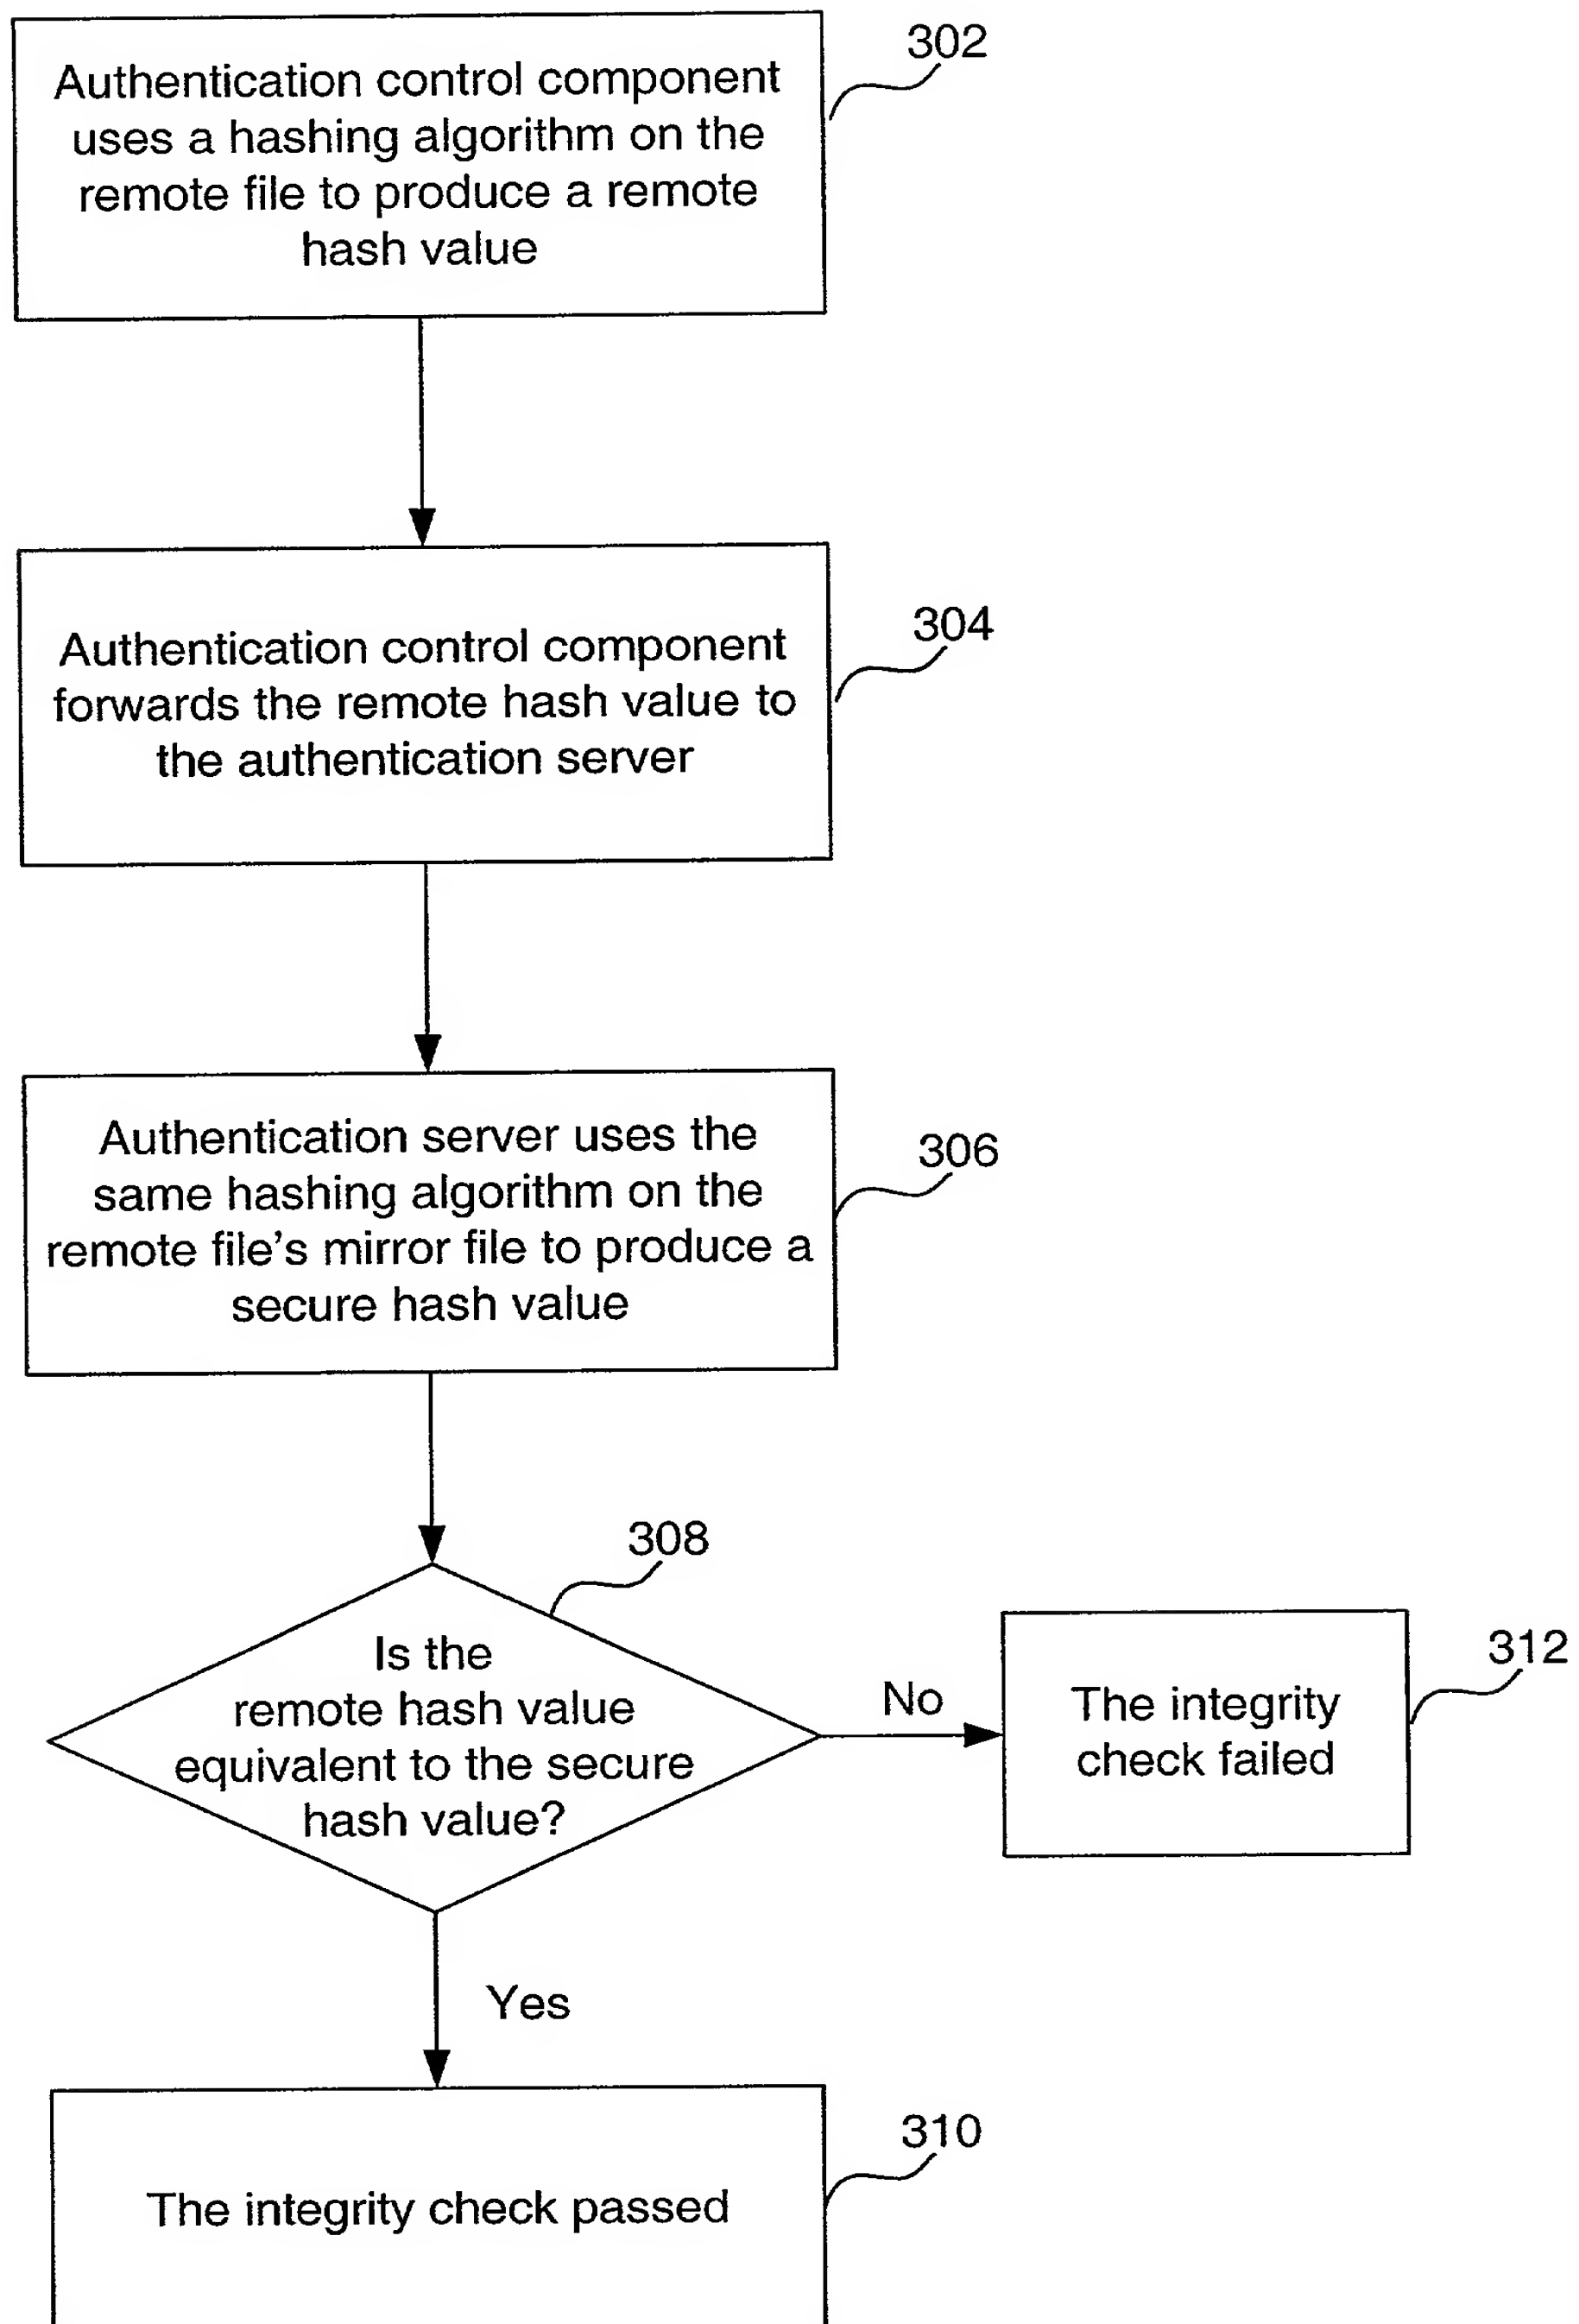 302
Authentication control component
uses a hashing algorithm on the
remote file to produce a remote
hash value
304
Authentication control component
forwards the remote hash value to
the authentication server
306
Authentication server uses the
same hashing algorithm on the
remote file's mirror file to produce a
secure hash value
308
Is the
remote hash value
equivalent to the secure
hash value?
No
312
The integrity
check failed
Yes
310
The integrity check passed